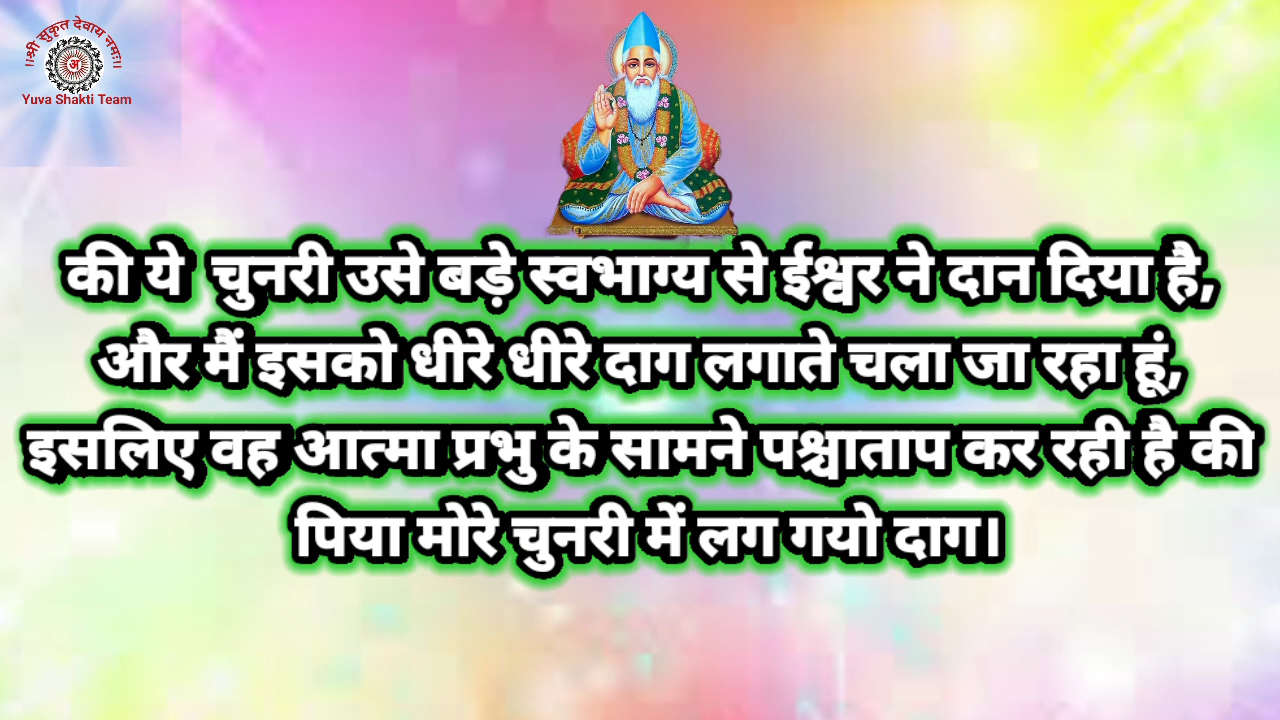 ॥श्री सुकृत देवाय नमः॥
अ
Yuva Shakti Team
की ये चुनरी उसे बड़े स्वभाग्य से ईश्वर ने दान दिया है,
और मैं इसको धीरे धीरे दाग लगाते चला जा रहा हूं,
इसलिए वह आत्मा प्रभु के सामने पश्चाताप कर रही है की
पिया मोरे चुनरी में लग गयो दाग।